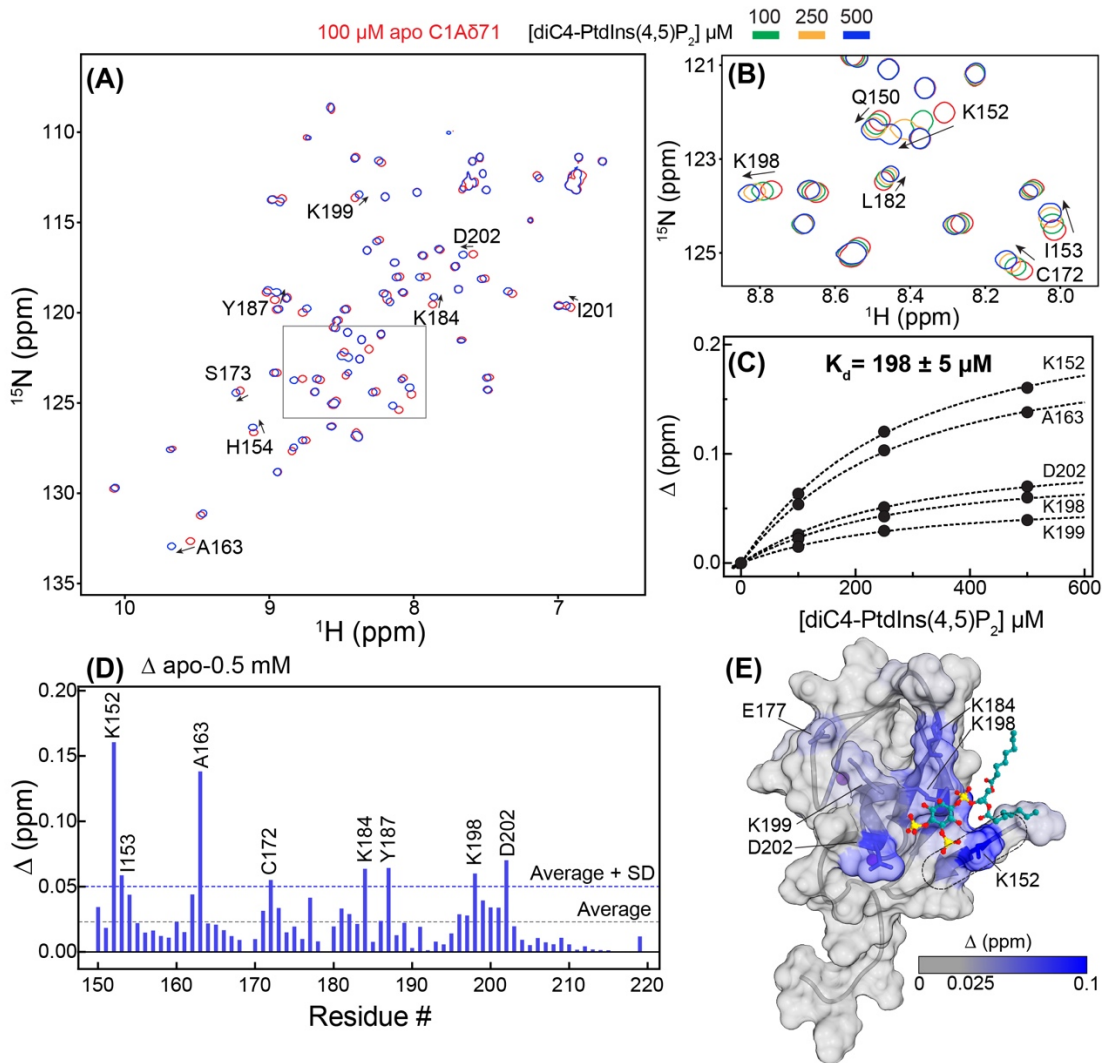 100 µM apo C1Aδ71 [diC4-PtdIns(4,5)P₂] µM 100 250 500
(A)
110
115
120
125
130
135
¹⁵N (ppm)
10 9 8 7
¹H (ppm)
K199
D202
Y187
K184
I201
S173
H154
A163
(B)
121
123
125
¹⁵N (ppm)
8.8 8.6 8.4 8.2 8.0
¹H (ppm)
Q150
K152
K198
L182
I153
C172
(C)
K_d = 198 ± 5 µM
K152
A163
D202
K198
K199
0.2
0.1
0.0
Δ (ppm)
0 200 400 600
[diC4-PtdIns(4,5)P₂] µM
(D) Δ apo-0.5 mM
0.20
0.15
0.10
0.05
0.00
Δ (ppm)
K152
I153
A163
C172
K184
Y187
K198
D202
Average + SD
Average
150 160 170 180 190 200 210 220
Residue #
(E)
E177
K184
K198
K199
D202
K152
Δ (ppm)
0 0.025 0.1